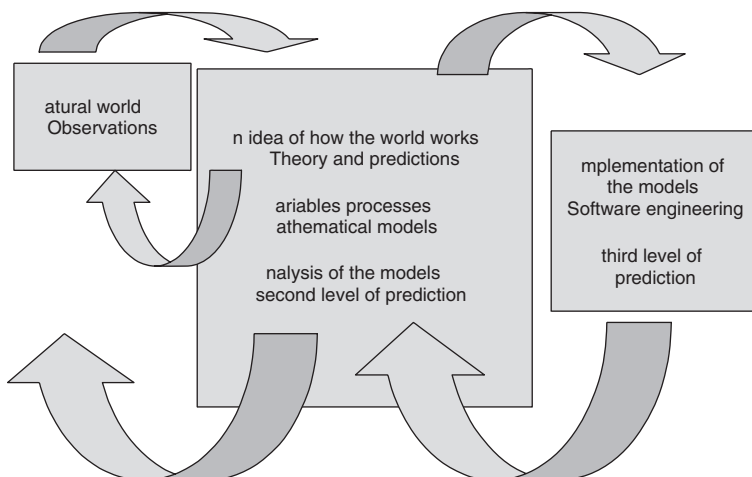 atural world
Observations
n idea of how the world works
Theory and predictions
ariables processes
athematical models
nalysis of the models
second level of prediction
mplementation of
the models
Software engineering
third level of
prediction